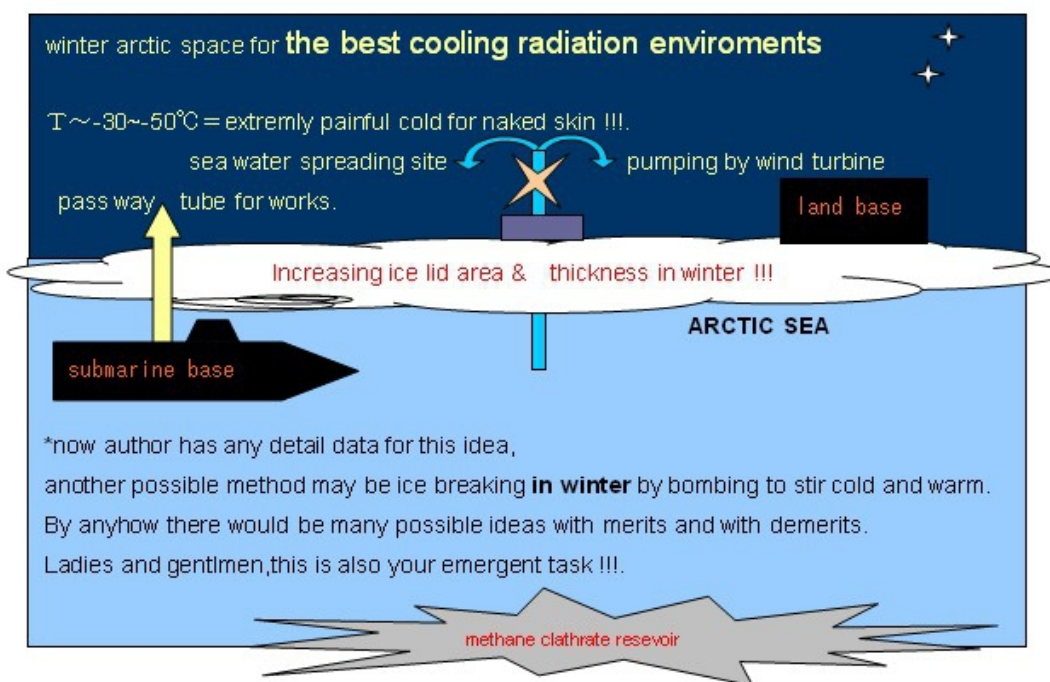 winter arctic space for the best cooling radiation enviroments
T～-30~-50℃＝extremly painful cold for naked skin !!!.
sea water spreading site
pumping by wind turbine
pass way tube for works.
land base
Increasing ice lid area & thickness in winter !!!
ARCTIC SEA
submarine base
*now author has any detail data for this idea,
another possible method may be ice breaking in winter by bombing to stir cold and warm.
By anyhow there would be many possible ideas with merits and with demerits.
Ladies and gentlmen,this is also your emergent task !!!.
methane clathrate resevoir